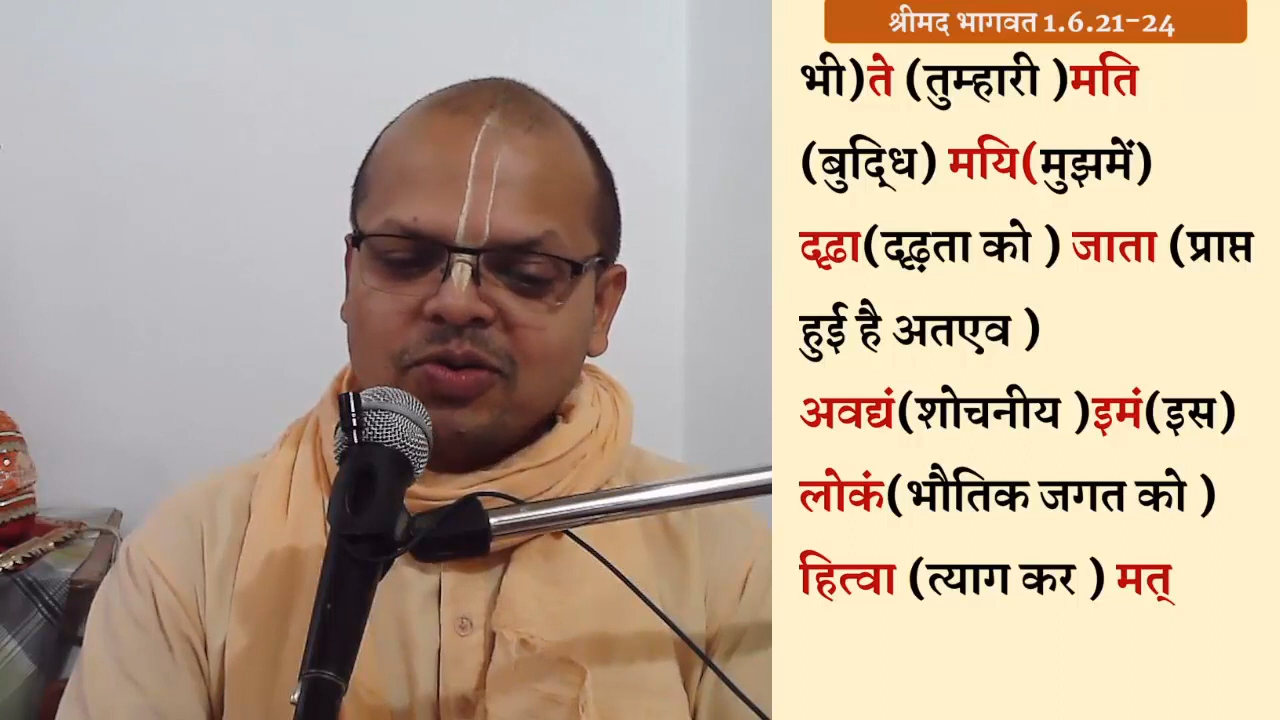 श्रीमद भागवत 1.6.21-24
भी)ते (तुम्हारी )मति
(बुद्धि) मयि(मुझमें)
दृढा(दृढ़ता को ) जाता (प्राप्त
हुई है अतएव )
अवद्यं(शोचनीय )इमं(इस)
लोकं(भौतिक जगत को )
हित्वा (त्याग कर ) मत्